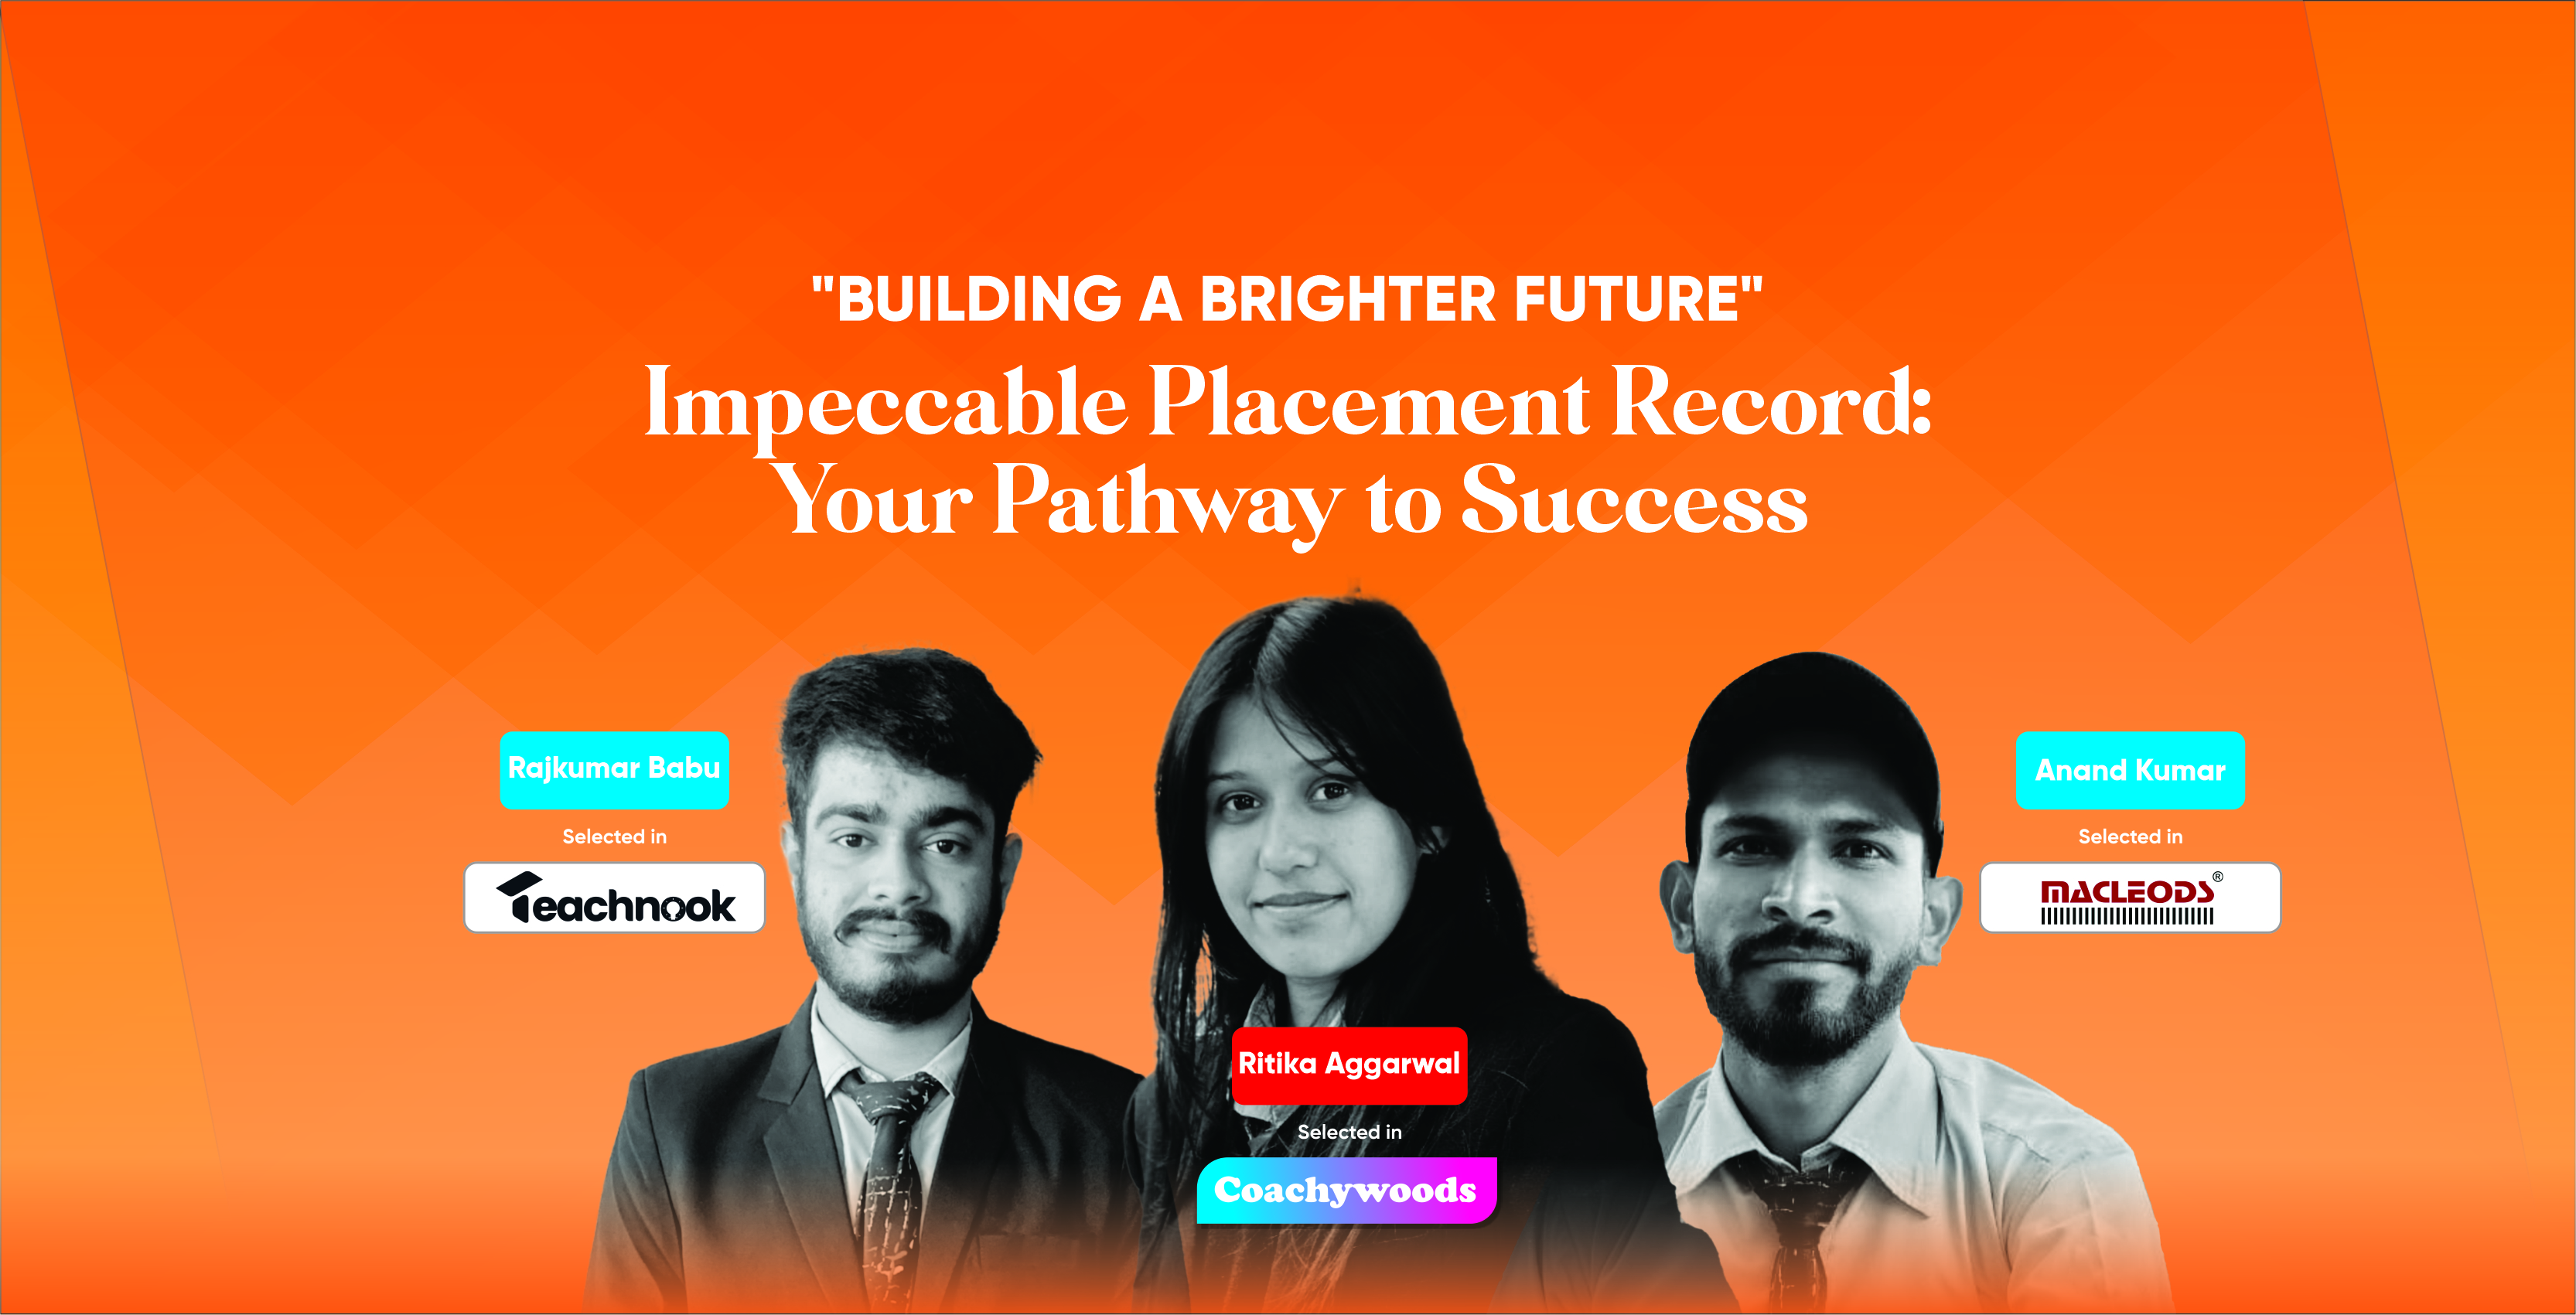 "BUILDING A BRIGHTER FUTURE"
Impeccable Placement Record:
Your Pathway to Success
Rajkumar Babu
Selected in
Teachnook
Anand Kumar
Selected in
MACLEODS®
Ritika Aggarwal
Selected in
Coachywoods